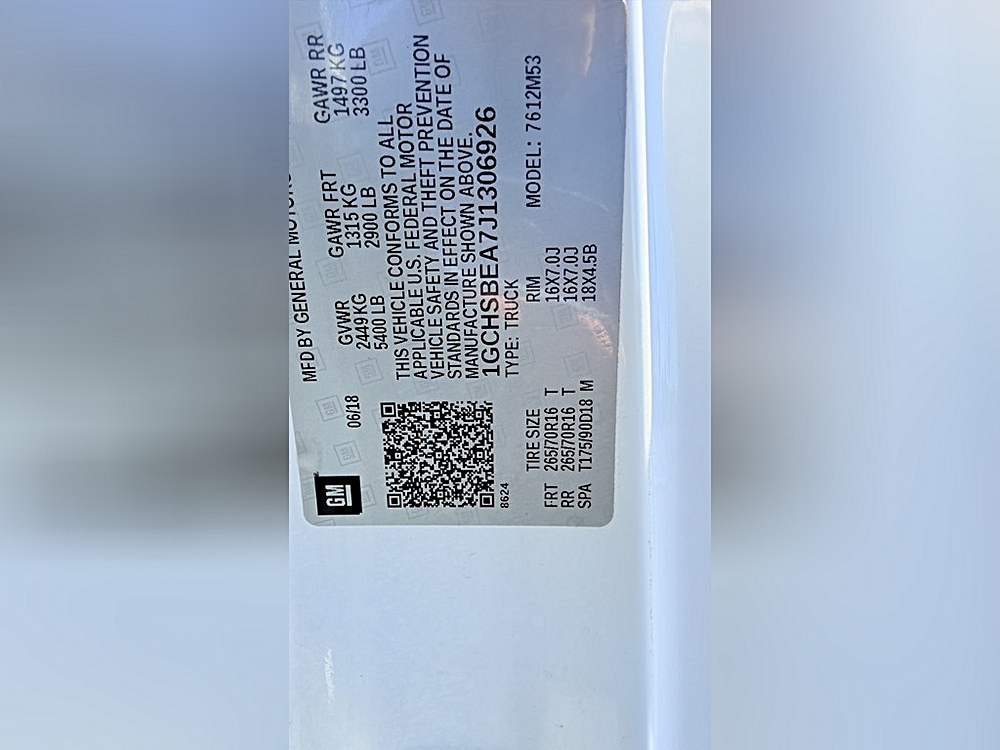 GM
MFD BY GENERAL MOTORS
06/18
GVWR GAWR FRT GAWR RR
2449 KG 1315 KG 1497 KG
5400 LB 2900 LB 3300 LB
THIS VEHICLE CONFORMS TO ALL
APPLICABLE U.S. FEDERAL MOTOR
VEHICLE SAFETY AND THEFT PREVENTION
STANDARDS IN EFFECT ON THE DATE OF
MANUFACTURE SHOWN ABOVE.
1GCHSBEA7J1306926
TYPE: TRUCK MODEL: 7612M53
8624
TIRE SIZE RIM
FRT 265/70R16 T 16X7.0J
RR 265/70R16 T 16X7.0J
SPA T175/90D18 M 18X4.5B